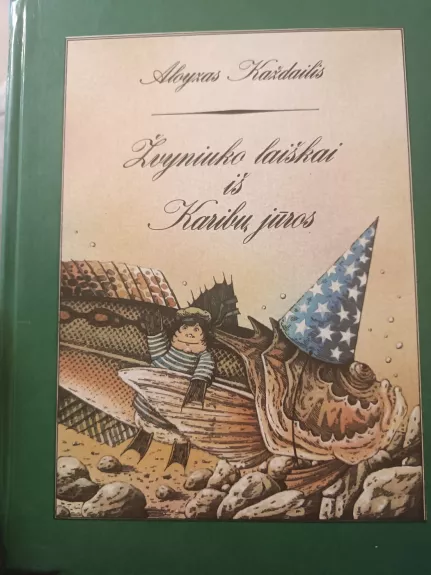 Aloyzas Každailis
Žvyniuko laiškai
iš
Karibų jūros